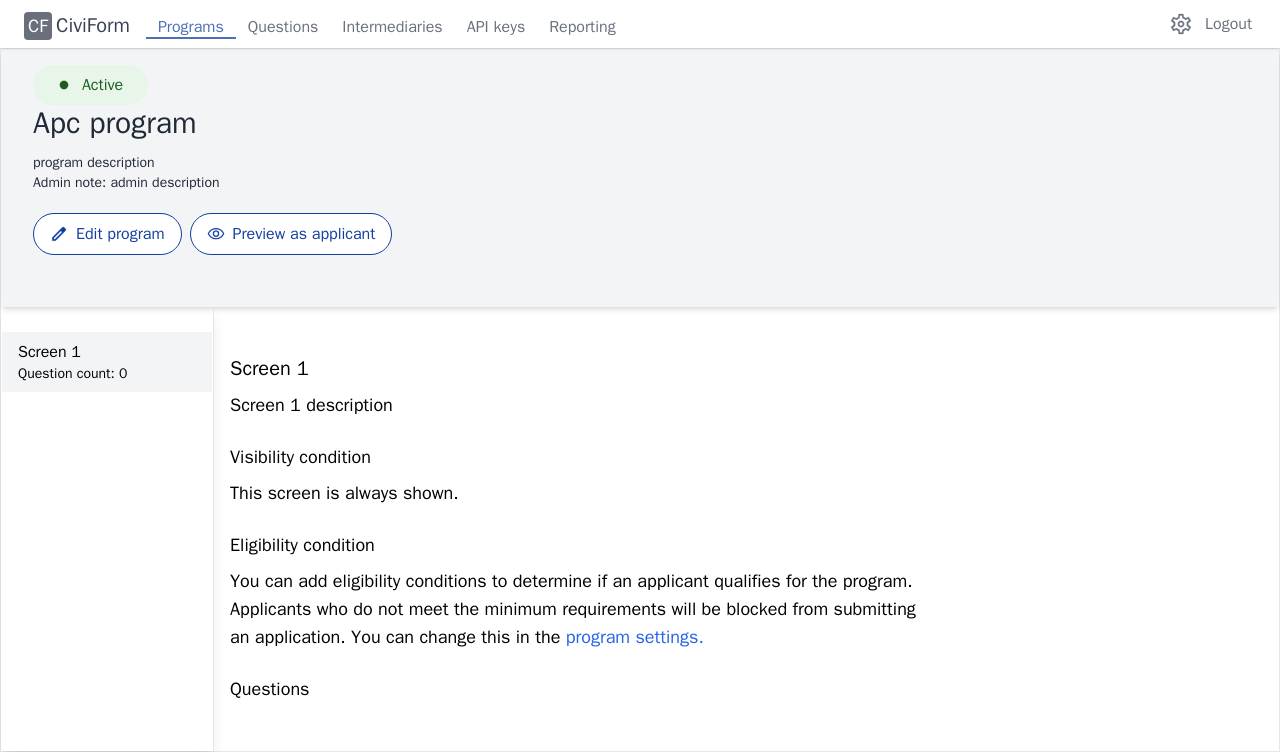 CF CiviForm Programs Questions Intermediaries API keys Reporting Logout
Active
Apc program
program description
Admin note: admin description
Edit program Preview as applicant
Screen 1
Question count: 0
Screen 1
Screen 1 description
Visibility condition
This screen is always shown.
Eligibility condition
You can add eligibility conditions to determine if an applicant qualifies for the program.
Applicants who do not meet the minimum requirements will be blocked from submitting
an application. You can change this in the program settings.
Questions